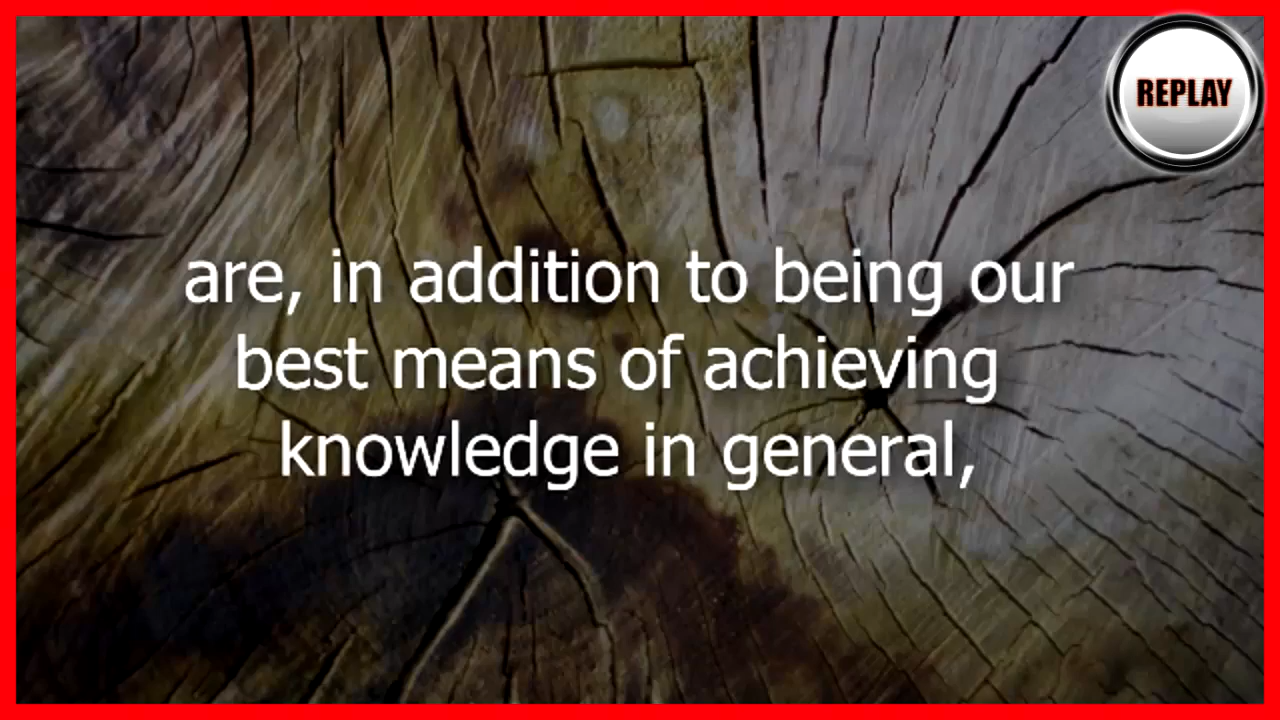 REPLAY
are, in addition to being our
best means of achieving
knowledge in general,